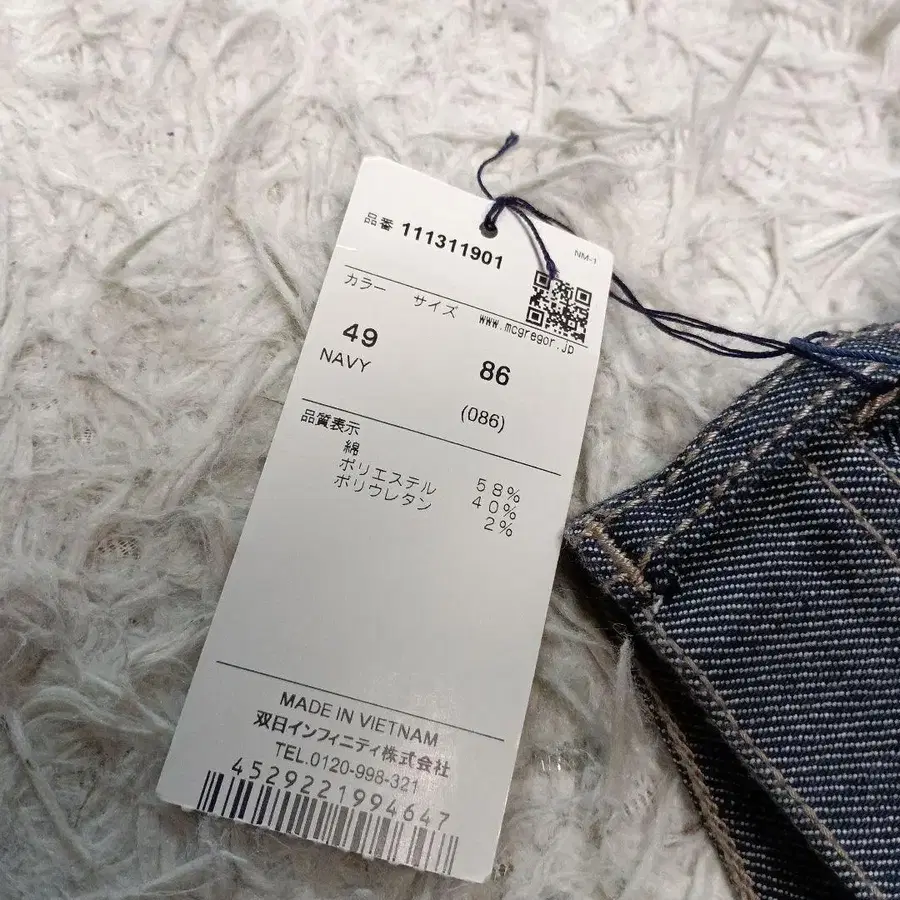 品番 111311901
NM-1
カラー サイズ www.mcgregor.jp
49 86
NAVY (086)
品質表示
綿 58%
ポリエステル 40%
ポリウレタン 2%
MADE IN VIETNAM
双日インフィニティ株式会社
TEL.0120-998-321
4529221994647